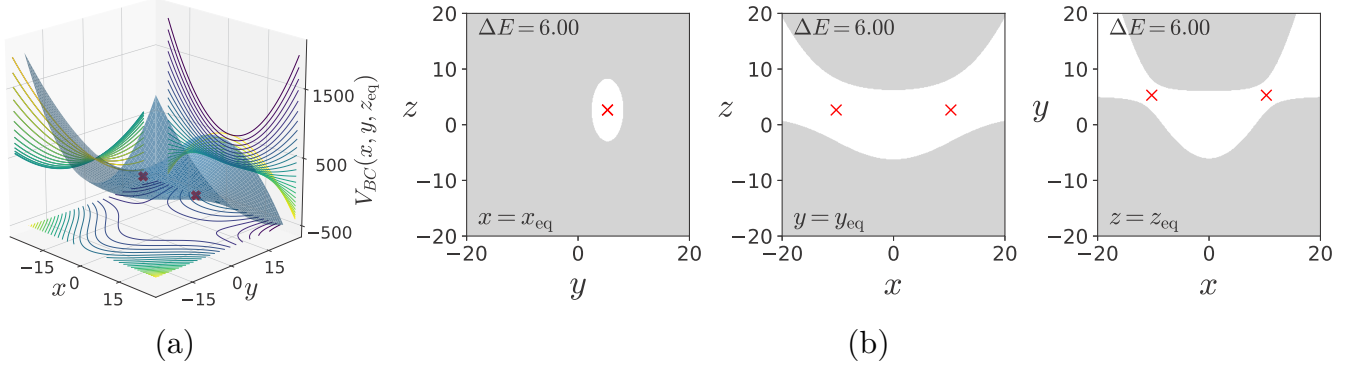 1500
500
−500
V_{BC}(x, y, z_{eq})
−15
0
15
x
−15
0
15
y
(a)
20
10
0
−10
−20
z
ΔE = 6.00
x = x_{eq}
−20
0
20
y
20
10
0
−10
−20
z
ΔE = 6.00
y = y_{eq}
−20
0
20
x
20
10
0
−10
−20
y
ΔE = 6.00
z = z_{eq}
−20
0
20
x
(b)